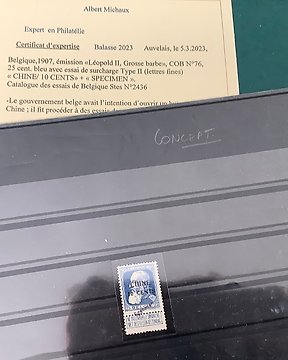 Albert Michaux
Expert en Philatélie
Certificat d'expertise Balasse 2023 Auvelais, le 5.3.2023,
Belgique,1907, émission «Léopold II, Grosse barbe», COB N°76,
25 cent. bleu avec essai de surcharge Type II (lettres fines)
« CHINE/ 10 CENTS» + « SPECIMEN ».
Catalogue des essais de Belgique Stes N°2436
-Le gouvernement belge avait l'intention d'ouvrir un
Chine ; il fit procéder à des essais de
CONCEPT
CHINE
10 CENTS